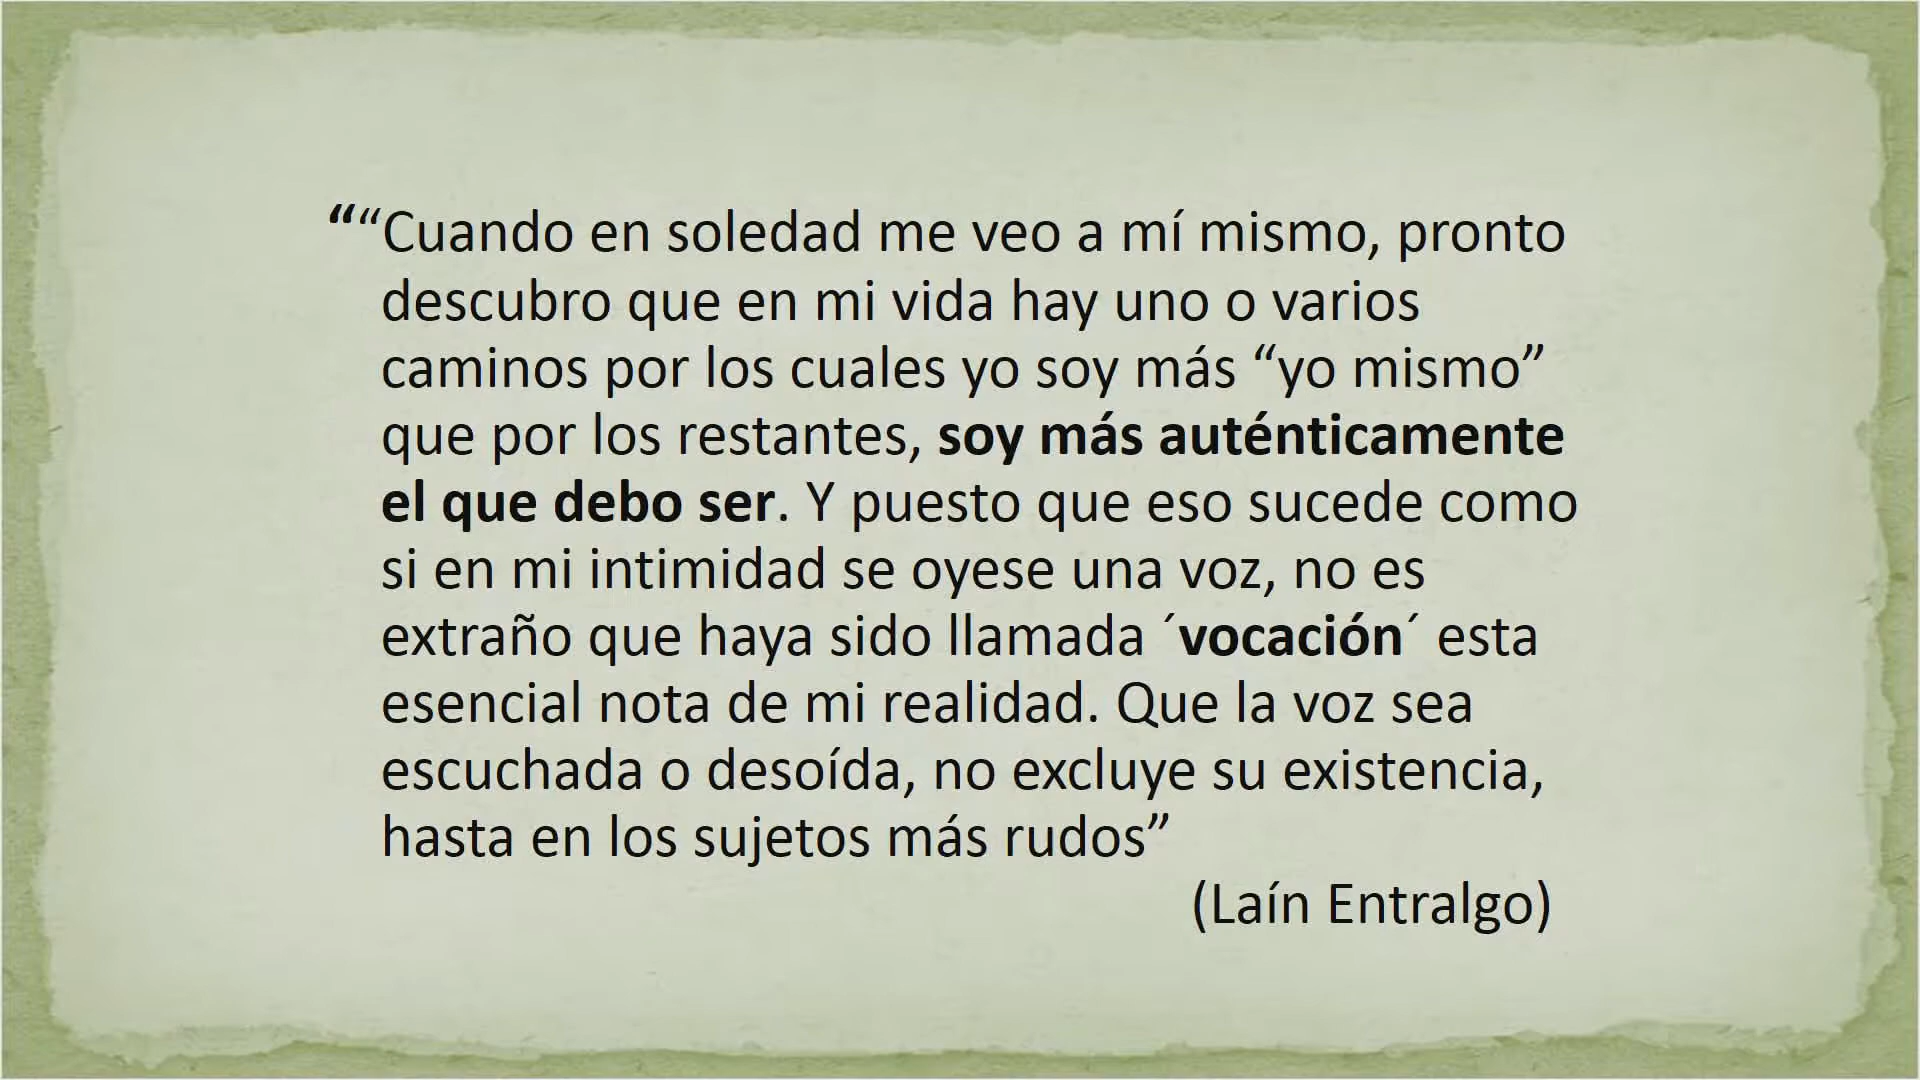 ““Cuando en soledad me veo a mí mismo, pronto
descubro que en mi vida hay uno o varios
caminos por los cuales yo soy más “yo mismo”
que por los restantes, soy más auténticamente
el que debo ser. Y puesto que eso sucede como
si en mi intimidad se oyese una voz, no es
extraño que haya sido llamada ´vocación´ esta
esencial nota de mi realidad. Que la voz sea
escuchada o desoída, no excluye su existencia,
hasta en los sujetos más rudos”
(Laín Entralgo)